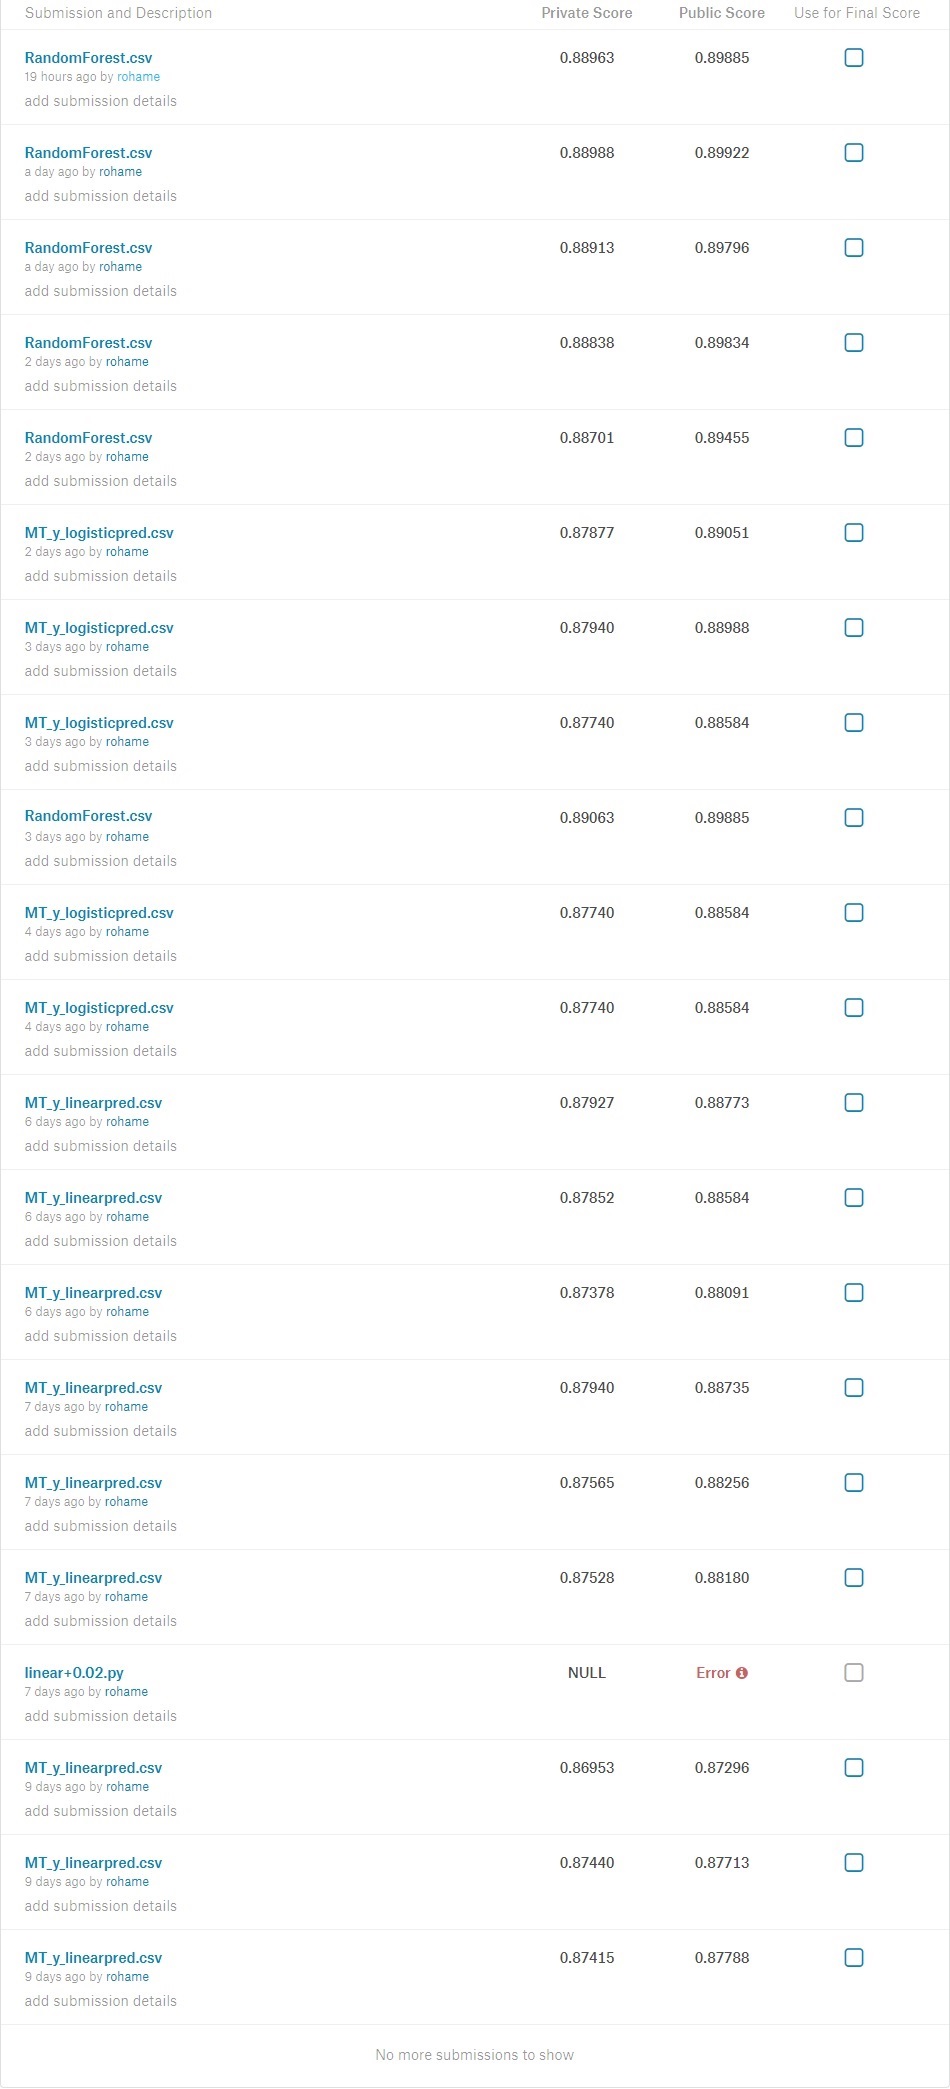 Submission and Description Private Score Public Score Use for Final Score
RandomForest.csv 0.88963 0.89885
19 hours ago by rohame
add submission details
RandomForest.csv 0.88988 0.89922
a day ago by rohame
add submission details
RandomForest.csv 0.88913 0.89796
a day ago by rohame
add submission details
RandomForest.csv 0.88838 0.89834
2 days ago by rohame
add submission details
RandomForest.csv 0.88701 0.89455
2 days ago by rohame
add submission details
MT_y_logisticpred.csv 0.87877 0.89051
2 days ago by rohame
add submission details
MT_y_logisticpred.csv 0.87940 0.88988
3 days ago by rohame
add submission details
MT_y_logisticpred.csv 0.87740 0.88584
3 days ago by rohame
add submission details
RandomForest.csv 0.89063 0.89885
3 days ago by rohame
add submission details
MT_y_logisticpred.csv 0.87740 0.88584
4 days ago by rohame
add submission details
MT_y_logisticpred.csv 0.87740 0.88584
4 days ago by rohame
add submission details
MT_y_linearpred.csv 0.87927 0.88773
6 days ago by rohame
add submission details
MT_y_linearpred.csv 0.87852 0.88584
6 days ago by rohame
add submission details
MT_y_linearpred.csv 0.87378 0.88091
6 days ago by rohame
add submission details
MT_y_linearpred.csv 0.87940 0.88735
7 days ago by rohame
add submission details
MT_y_linearpred.csv 0.87565 0.88256
7 days ago by rohame
add submission details
MT_y_linearpred.csv 0.87528 0.88180
7 days ago by rohame
add submission details
linear+0.02.py NULL Error
7 days ago by rohame
add submission details
MT_y_linearpred.csv 0.86953 0.87296
9 days ago by rohame
add submission details
MT_y_linearpred.csv 0.87440 0.87713
9 days ago by rohame
add submission details
MT_y_linearpred.csv 0.87415 0.87788
9 days ago by rohame
add submission details
No more submissions to show